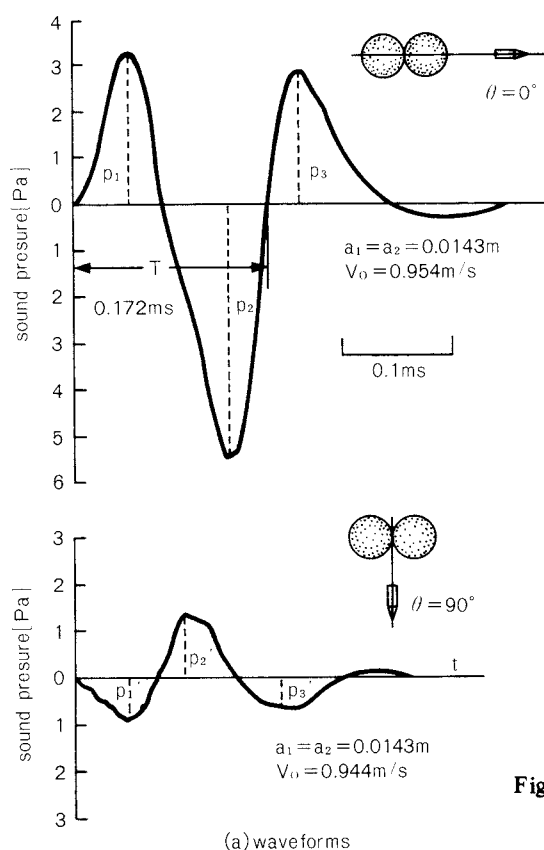 4
3
2
1
0
1
2
3
4
5
6
sound presure[Pa]
p₁
p₂
p₃
T
0.172ms
θ=0°
a₁=a₂=0.0143m
V₀=0.954m/s
0.1ms
3
2
1
0
1
2
3
sound presure[Pa]
p₁
p₂
p₃
t
θ=90°
a₁=a₂=0.0143m
V₀=0.944m/s
Fig
(a)waveforms